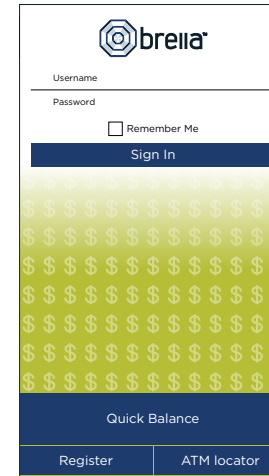 brella
Username
Password
Remember Me
Sign In
$ $ $ $ $ $ $ $ $ $ $ $
$ $ $ $ $ $ $ $ $ $ $ $
$ $ $ $ $ $ $ $ $ $ $ $
$ $ $ $ $ $ $ $ $ $ $ $
$ $ $ $ $ $ $ $ $ $ $ $
$ $ $ $ $ $ $ $ $ $ $ $
$ $ $ $ $ $ $ $ $ $ $ $
$ $ $ $ $ $ $ $ $ $ $ $
Quick Balance
Register ATM locator